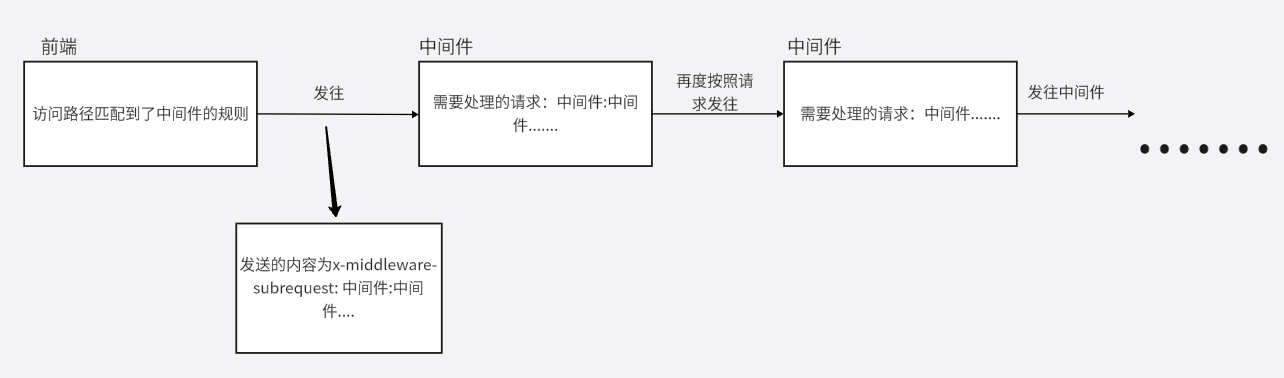 前端
访问路径匹配到了中间件的规则
发往
中间件
需要处理的请求：中间件:中间
件.......
再度按照请
求发往
中间件
需要处理的请求：中间件.......
发往中间件
发送的内容为x-middleware-
subrequest: 中间件:中间
件....